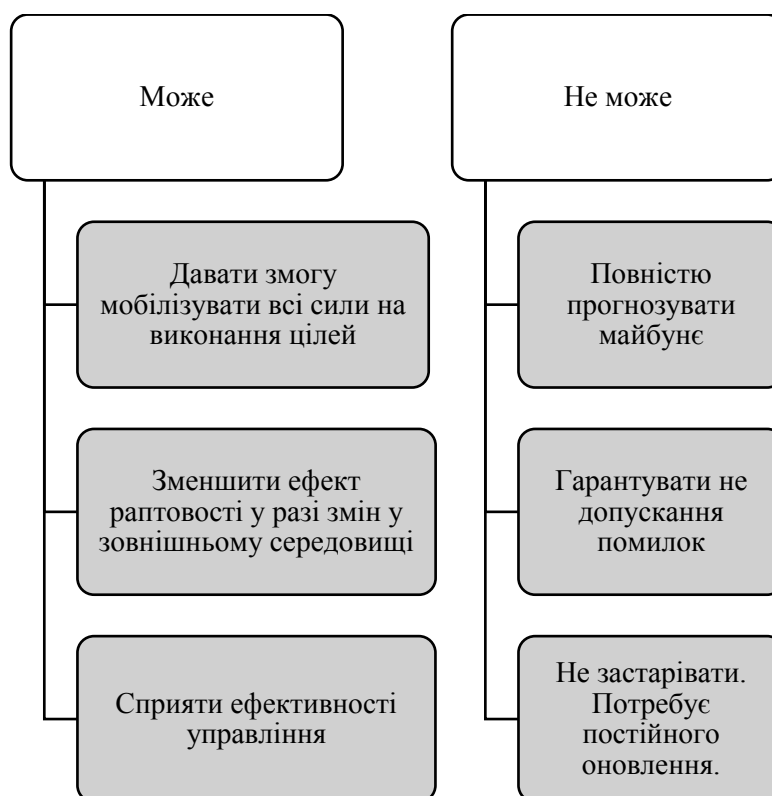 Може
Давати змогу
мобілізувати всі сили на
виконання цілей
Зменшити ефект
раптовості у разі змін у
зовнішньому середовищі
Сприяти ефективності
управління
Не може
Повністю
прогнозувати
майбунє
Гарантувати не
допускання
помилок
Не застарівати.
Потребує
постійного
оновлення.